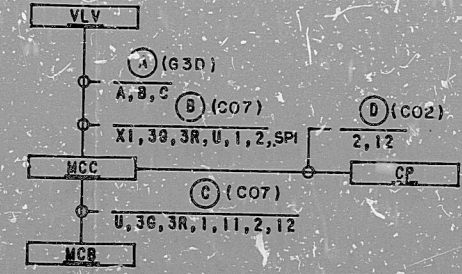 VLV
A (G3D)
A, B, C
B (C07)
X1, 3G, 3R, U, 1, 2, SP1
D (C02)
2, 12
MCC
CP
C (C07)
U, 3G, 3R, 1, 11, 2, 12
MCB